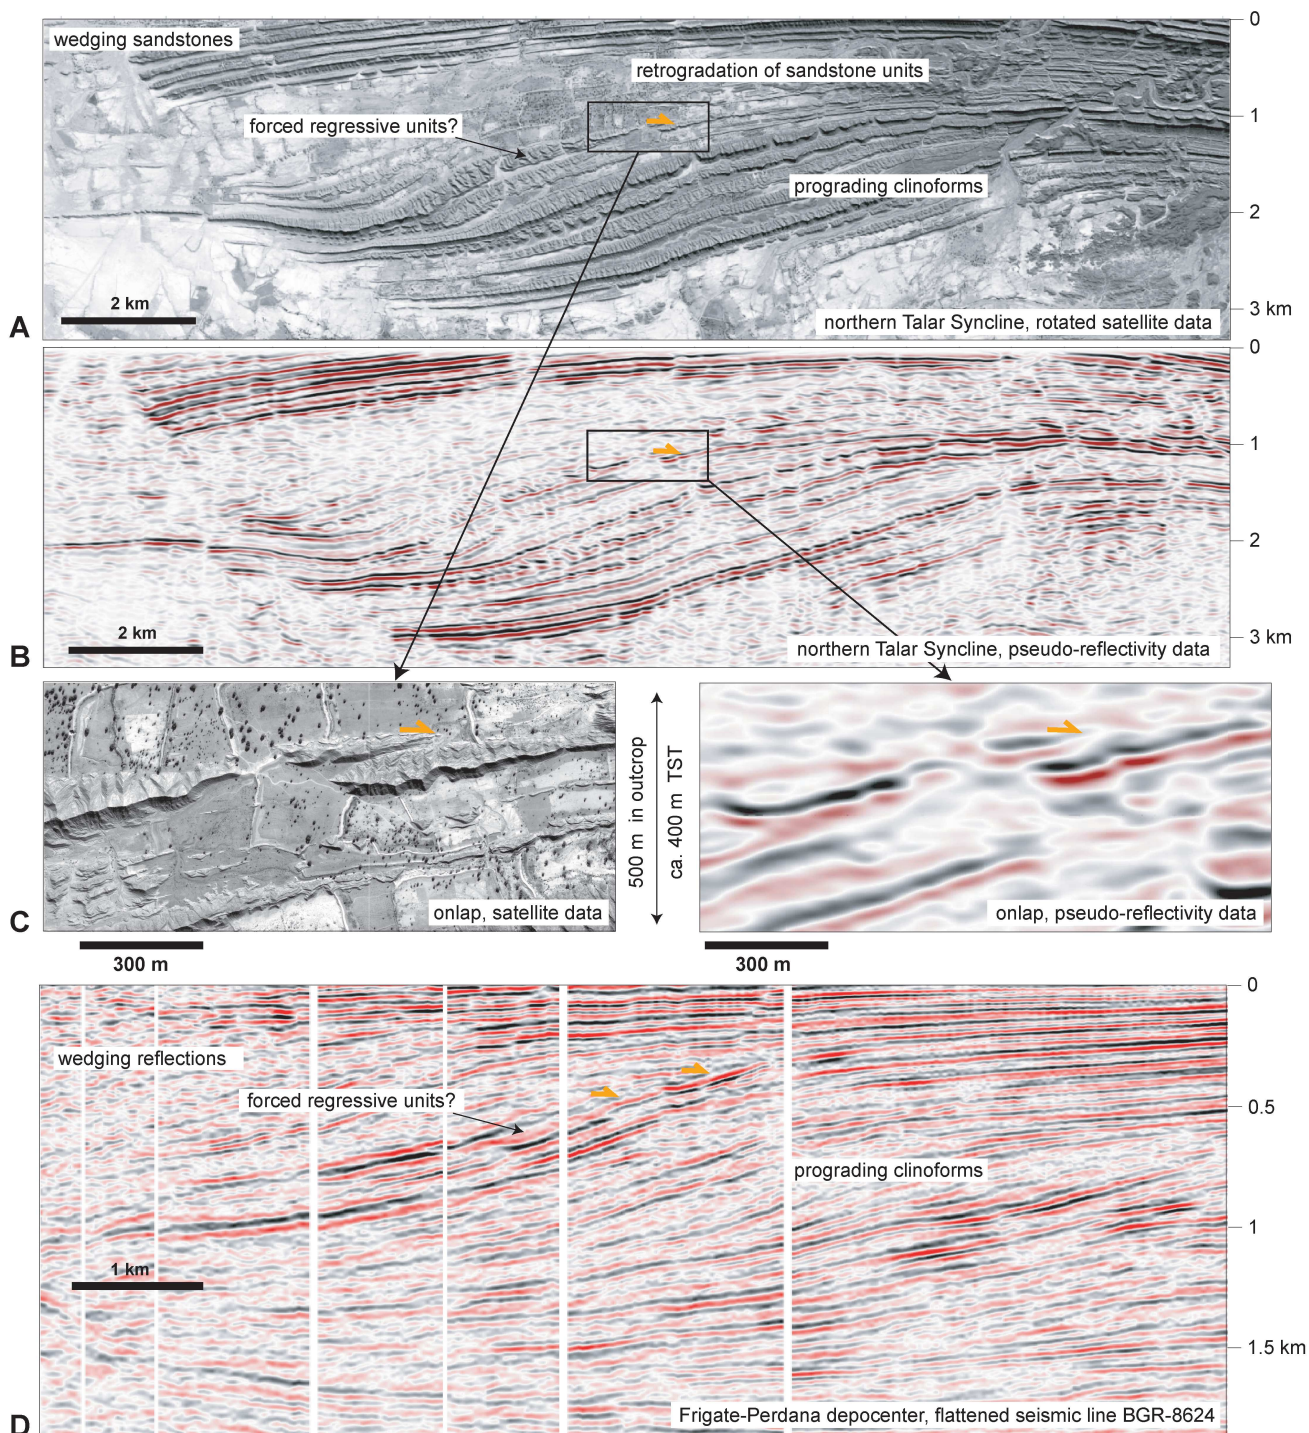 0
wedging sandstones
retrogradation of sandstone units
1
forced regressive units?
prograding clinoforms
2
2 km
3 km
A
northern Talar Syncline, rotated satellite data
0
1
2
2 km
3 km
B
northern Talar Syncline, pseudo-reflectivity data
500 m in outcrop
ca. 400 m TST
C
onlap, satellite data
onlap, pseudo-reflectivity data
300 m
300 m
0
wedging reflections
forced regressive units?
0.5
prograding clinoforms
1
1 km
1.5 km
D
Frigate-Perdana depocenter, flattened seismic line BGR-8624